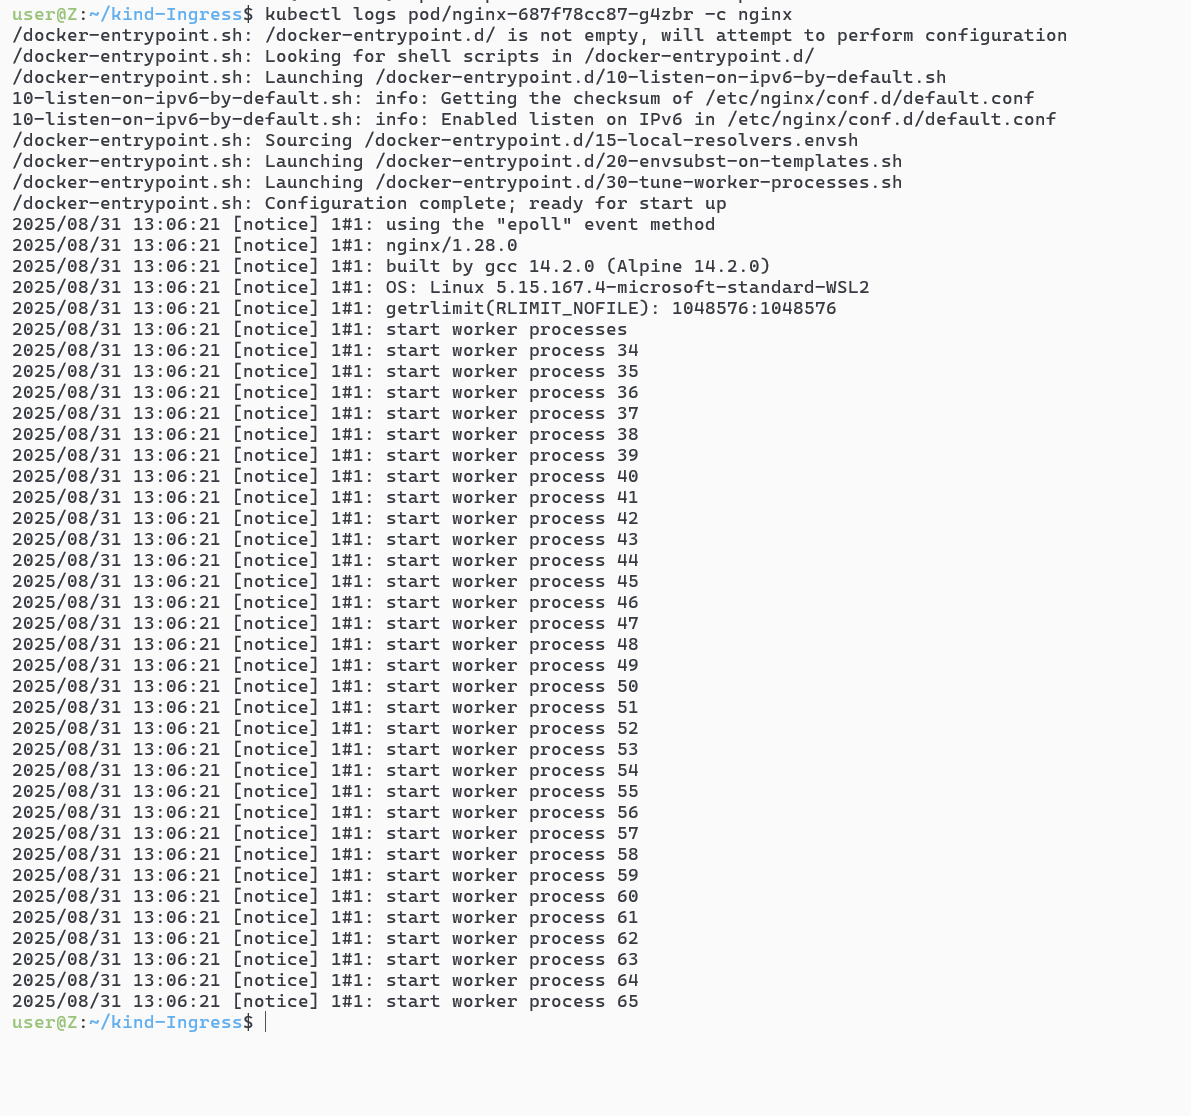 user@Z:~/kind-Ingress$ kubectl logs pod/nginx-687f78cc87-g4zbr -c nginx
/docker-entrypoint.sh: /docker-entrypoint.d/ is not empty, will attempt to perform configuration
/docker-entrypoint.sh: Looking for shell scripts in /docker-entrypoint.d/
/docker-entrypoint.sh: Launching /docker-entrypoint.d/10-listen-on-ipv6-by-default.sh
10-listen-on-ipv6-by-default.sh: info: Getting the checksum of /etc/nginx/conf.d/default.conf
10-listen-on-ipv6-by-default.sh: info: Enabled listen on IPv6 in /etc/nginx/conf.d/default.conf
/docker-entrypoint.sh: Sourcing /docker-entrypoint.d/15-local-resolvers.envsh
/docker-entrypoint.sh: Launching /docker-entrypoint.d/20-envsubst-on-templates.sh
/docker-entrypoint.sh: Launching /docker-entrypoint.d/30-tune-worker-processes.sh
/docker-entrypoint.sh: Configuration complete; ready for start up
2025/08/31 13:06:21 [notice] 1#1: using the "epoll" event method
2025/08/31 13:06:21 [notice] 1#1: nginx/1.28.0
2025/08/31 13:06:21 [notice] 1#1: built by gcc 14.2.0 (Alpine 14.2.0)
2025/08/31 13:06:21 [notice] 1#1: OS: Linux 5.15.167.4-microsoft-standard-WSL2
2025/08/31 13:06:21 [notice] 1#1: getrlimit(RLIMIT_NOFILE): 1048576:1048576
2025/08/31 13:06:21 [notice] 1#1: start worker processes
2025/08/31 13:06:21 [notice] 1#1: start worker process 34
2025/08/31 13:06:21 [notice] 1#1: start worker process 35
2025/08/31 13:06:21 [notice] 1#1: start worker process 36
2025/08/31 13:06:21 [notice] 1#1: start worker process 37
2025/08/31 13:06:21 [notice] 1#1: start worker process 38
2025/08/31 13:06:21 [notice] 1#1: start worker process 39
2025/08/31 13:06:21 [notice] 1#1: start worker process 40
2025/08/31 13:06:21 [notice] 1#1: start worker process 41
2025/08/31 13:06:21 [notice] 1#1: start worker process 42
2025/08/31 13:06:21 [notice] 1#1: start worker process 43
2025/08/31 13:06:21 [notice] 1#1: start worker process 44
2025/08/31 13:06:21 [notice] 1#1: start worker process 45
2025/08/31 13:06:21 [notice] 1#1: start worker process 46
2025/08/31 13:06:21 [notice] 1#1: start worker process 47
2025/08/31 13:06:21 [notice] 1#1: start worker process 48
2025/08/31 13:06:21 [notice] 1#1: start worker process 49
2025/08/31 13:06:21 [notice] 1#1: start worker process 50
2025/08/31 13:06:21 [notice] 1#1: start worker process 51
2025/08/31 13:06:21 [notice] 1#1: start worker process 52
2025/08/31 13:06:21 [notice] 1#1: start worker process 53
2025/08/31 13:06:21 [notice] 1#1: start worker process 54
2025/08/31 13:06:21 [notice] 1#1: start worker process 55
2025/08/31 13:06:21 [notice] 1#1: start worker process 56
2025/08/31 13:06:21 [notice] 1#1: start worker process 57
2025/08/31 13:06:21 [notice] 1#1: start worker process 58
2025/08/31 13:06:21 [notice] 1#1: start worker process 59
2025/08/31 13:06:21 [notice] 1#1: start worker process 60
2025/08/31 13:06:21 [notice] 1#1: start worker process 61
2025/08/31 13:06:21 [notice] 1#1: start worker process 62
2025/08/31 13:06:21 [notice] 1#1: start worker process 63
2025/08/31 13:06:21 [notice] 1#1: start worker process 64
2025/08/31 13:06:21 [notice] 1#1: start worker process 65
user@Z:~/kind-Ingress$